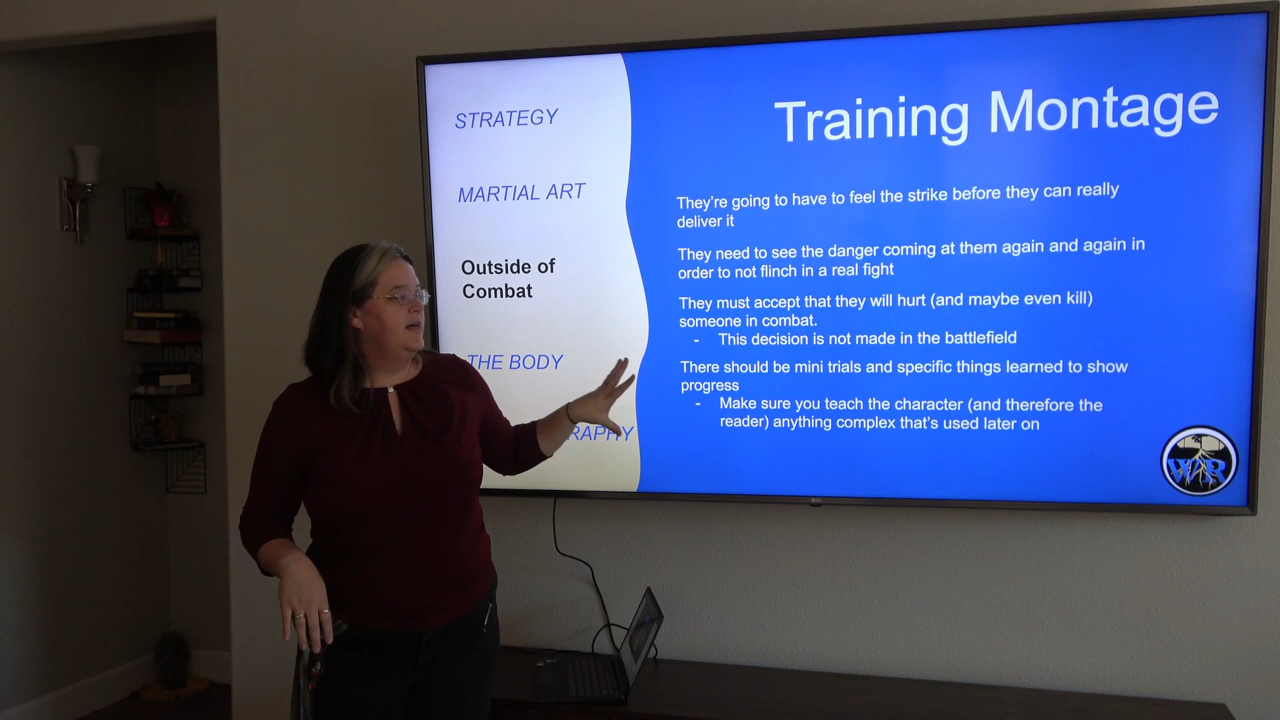 Training Montage
STRATEGY
MARTIAL ART
Outside of
Combat
THE BODY
RAPHY
They're going to have to feel the strike before they can really
deliver it
They need to see the danger coming at them again and again in
order to not flinch in a real fight
They must accept that they will hurt (and maybe even kill)
someone in combat.
- This decision is not made in the battlefield
There should be mini trials and specific things learned to show
progress
- Make sure you teach the character (and therefore the
reader) anything complex that's used later on
WR